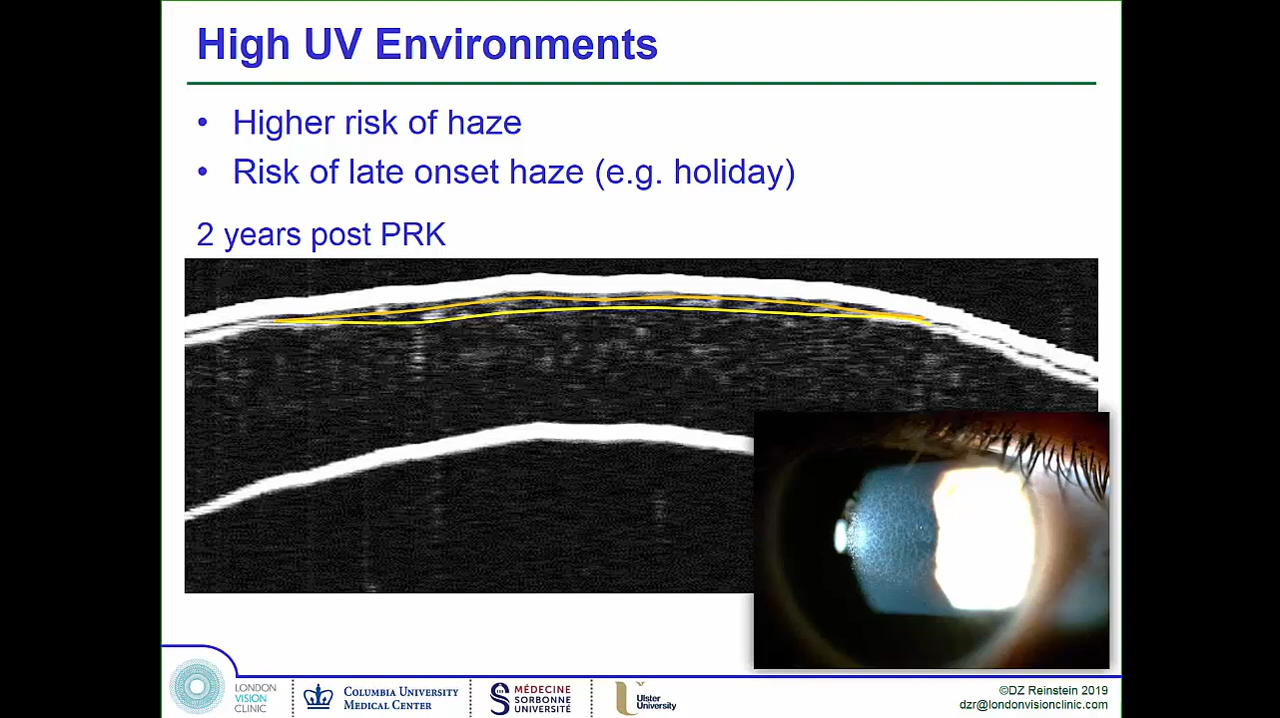 High UV Environments
• Higher risk of haze
• Risk of late onset haze (e.g. holiday)
2 years post PRK
LONDON
VISION
CLINIC
COLUMBIA UNIVERSITY
MEDICAL CENTER
MÉDECINE
SORBONNE
UNIVERSITÉ
Ulster
University
©DZ Reinstein 2019
dzr@londonvisionclinic.com